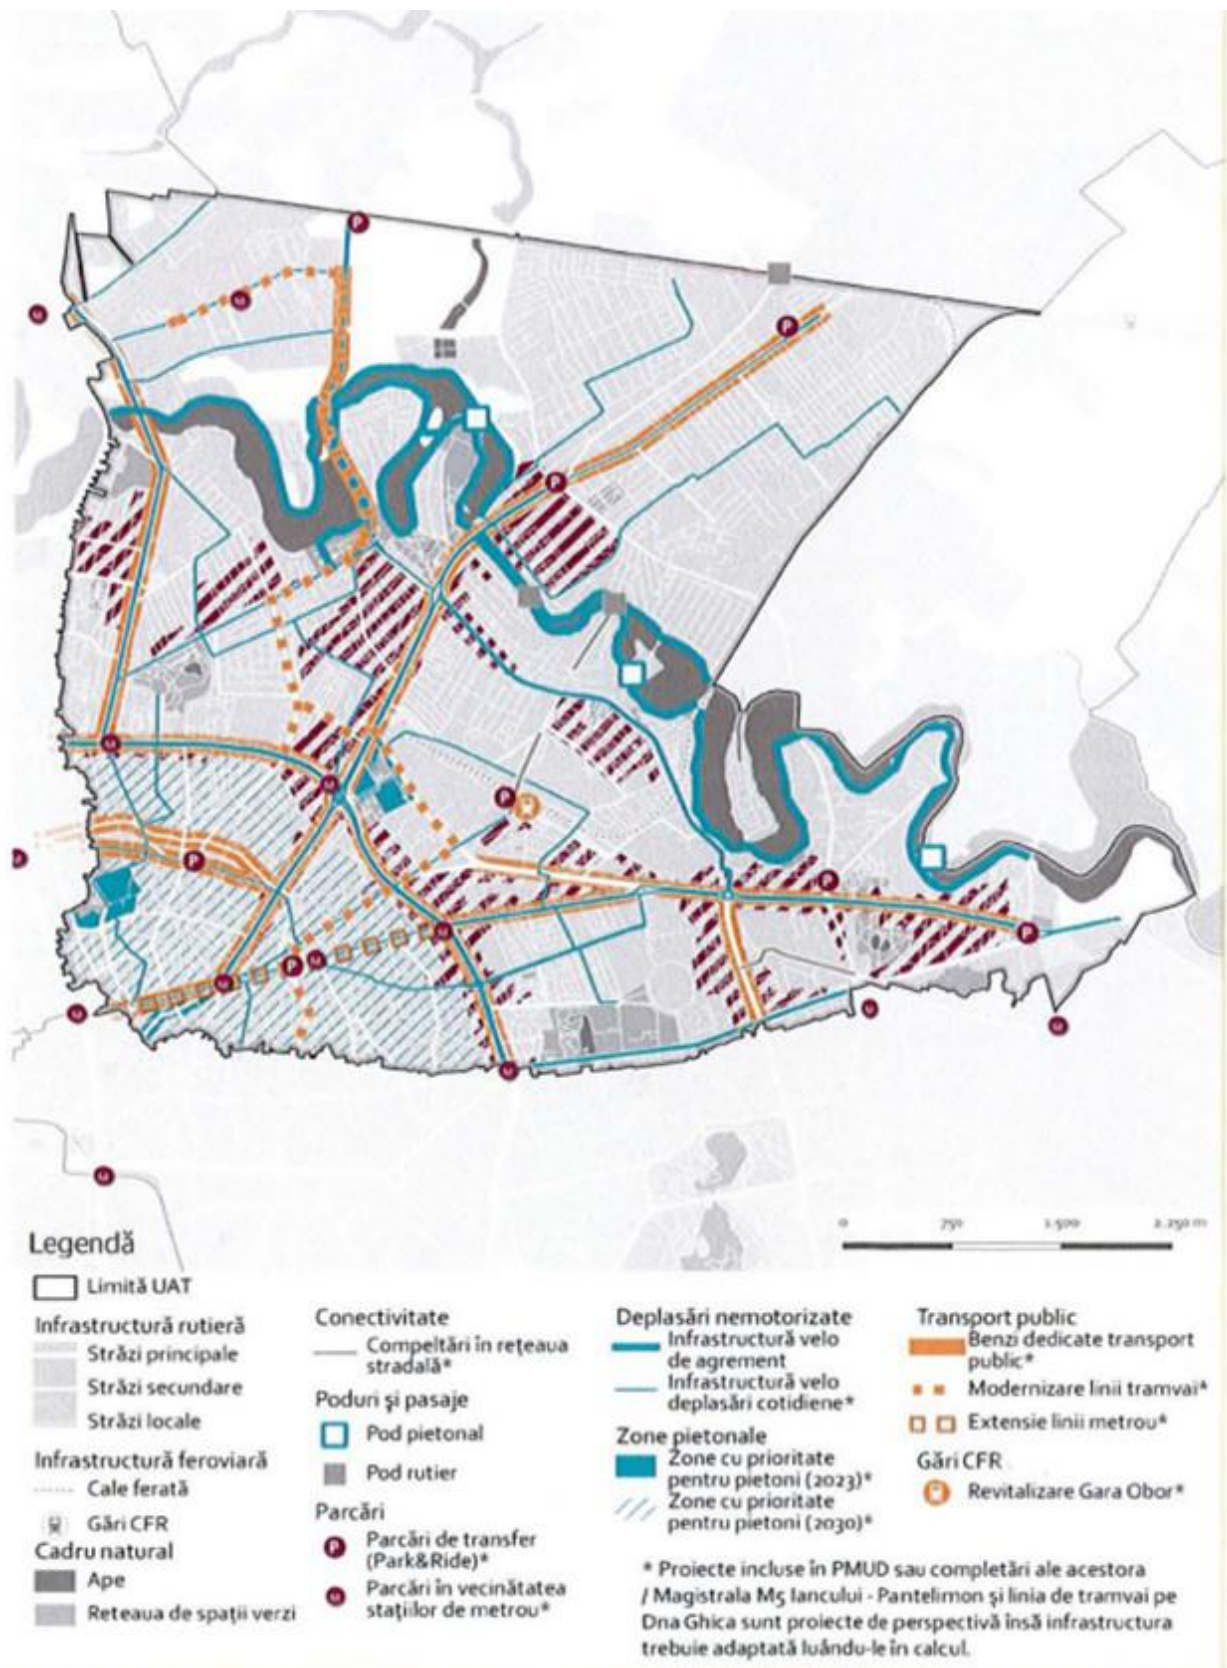 0 750 1.500 2.250 m
Legendă
Limită UAT
Infrastructură rutieră
Străzi principale
Străzi secundare
Străzi locale
Infrastructură feroviară
Cale ferată
Gări CFR
Cadru natural
Ape
Reteaua de spații verzi
Conectivitate
Compeltări în rețeaua
stradală*
Poduri și pasaje
Pod pietonal
Pod rutier
Parcări
P Parcări de transfer
(Park&Ride)*
Parcări în vecinătatea
stațiilor de metrou*
Deplasări nemotorizate
Infrastructură velo
de agrement
Infrastructură velo
deplasări cotidiene*
Zone pietonale
Zone cu prioritate
pentru pietoni (2023)*
Zone cu prioritate
pentru pietoni (2030)*
Transport public
Benzi dedicate transport
public*
Modernizare linii tramvai*
Extensie linii metrou*
Gări CFR
Revitalizare Gara Obor*
* Proiecte incluse în PMUD sau completări ale acestora
/ Magistrala M5 Iancului - Pantelimon și linia de tramvai pe
Dna Ghica sunt proiecte de perspectivă însă infrastructura
trebuie adaptată luându-le în calcul.